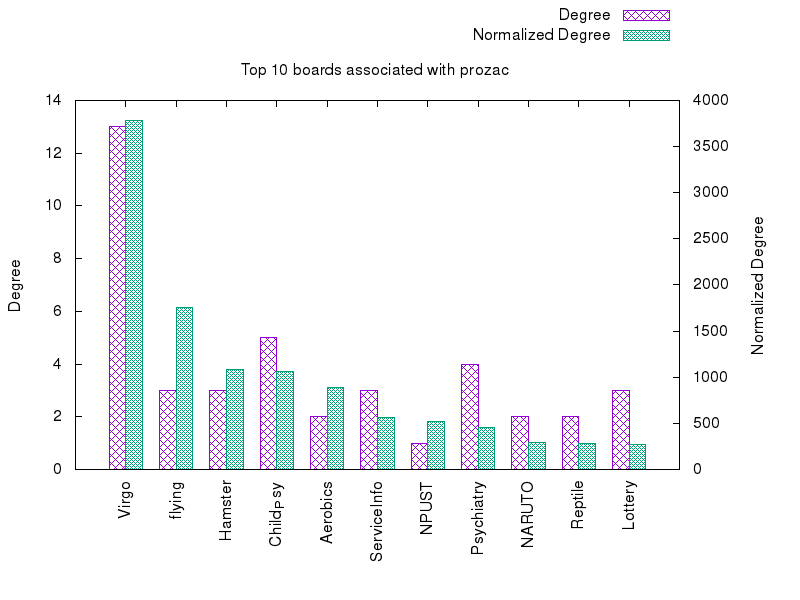 Degree
Normalized Degree
Top 10 boards associated with prozac
14
12
10
8
6
4
2
0
4000
3500
3000
2500
2000
1500
1000
500
0
Degree
Normalized Degree
Virgo
flying
Hamster
ChildPsy
Aerobics
ServiceInfo
NPUST
Psychiatry
NARUTO
Reptile
Lottery